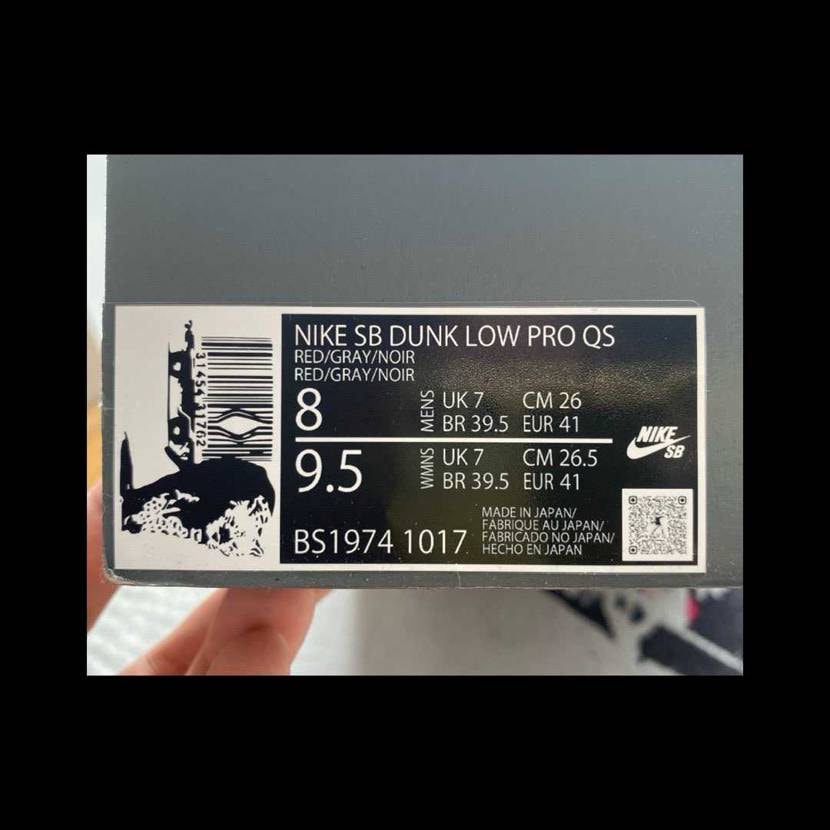 31454 31762
NIKE SB DUNK LOW PRO QS
RED/GRAY/NOIR
RED/GRAY/NOIR
8
MENS
UK 7 CM 26
BR 39.5 EUR 41
9.5
WMNS
UK 7 CM 26.5
BR 39.5 EUR 41
NIKE
SB
BS1974 1017
MADE IN JAPAN/
FABRIQUE AU JAPAN/
FABRICADO NO JAPAN/
HECHO EN JAPAN